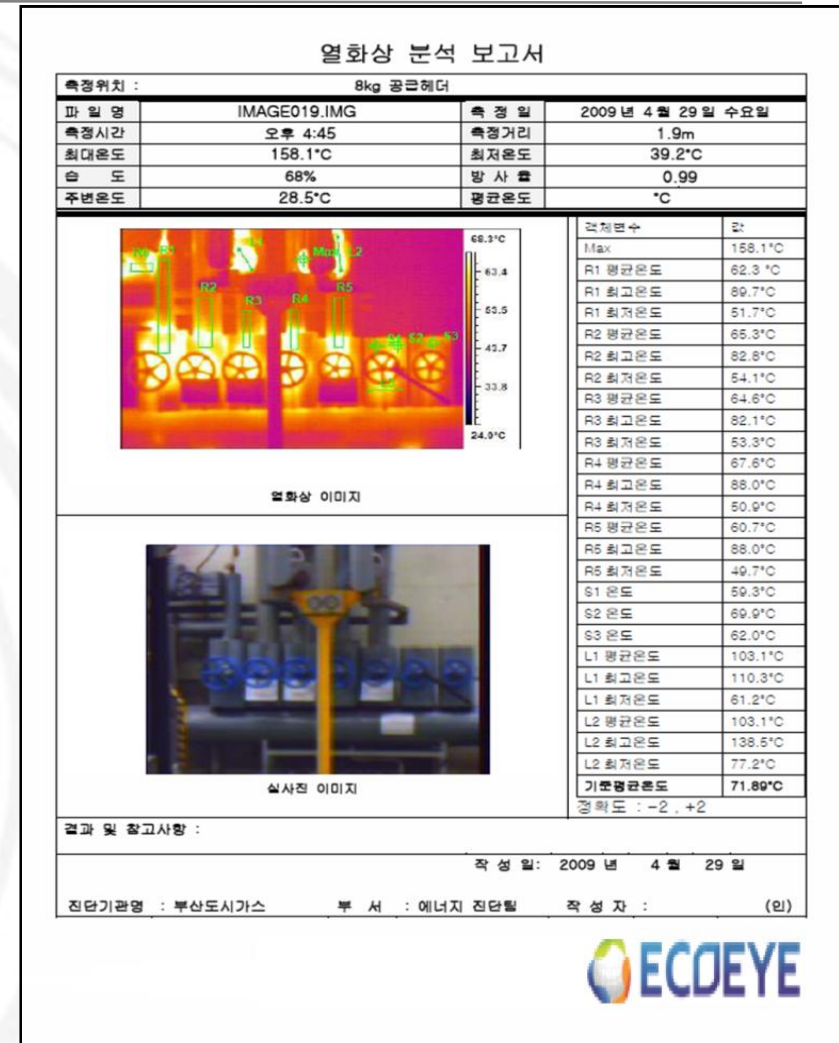 열화상 분석 보고서
측정위치 : 8kg 공급헤더
파 일 명 IMAGE019.IMG 측 정 일 2009 년 4 월 29 일 수요일
측정시간 오후 4:45 측정거리 1.9m
최대온도 158.1°C 최저온도 39.2°C
습 도 68% 방 사 율 0.99
주변온도 28.5°C 평균온도 °C
객체변수 값
Max 158.1°C
R1 평균온도 62.3 °C
R1 최고온도 89.7°C
R1 최저온도 51.7°C
R2 평균온도 65.3°C
R2 최고온도 82.8°C
R2 최저온도 54.1°C
R3 평균온도 64.6°C
R3 최고온도 82.1°C
R3 최저온도 53.3°C
R4 평균온도 67.6°C
R4 최고온도 88.0°C
R4 최저온도 50.9°C
R5 평균온도 60.7°C
R5 최고온도 88.0°C
R5 최저온도 49.7°C
S1 온도 59.3°C
S2 온도 69.9°C
S3 온도 62.0°C
L1 평균온도 103.1°C
L1 최고온도 110.3°C
L1 최저온도 61.2°C
L2 평균온도 103.1°C
L2 최고온도 138.5°C
L2 최저온도 77.2°C
기준평균온도 71.89°C
정확도 : -2 , +2
R1
Max
L2
R2
R3
R4
R5
S2
S3
68.3°C
63.4
53.5
43.7
33.8
24.0°C
열화상 이미지
실사진 이미지
결과 및 참고사항 :
작 성 일: 2009 년 4 월 29 일
진단기관명 : 부산도시가스 부 서 : 에너지 진단팀 작 성 자 : (인)
ECOEYE